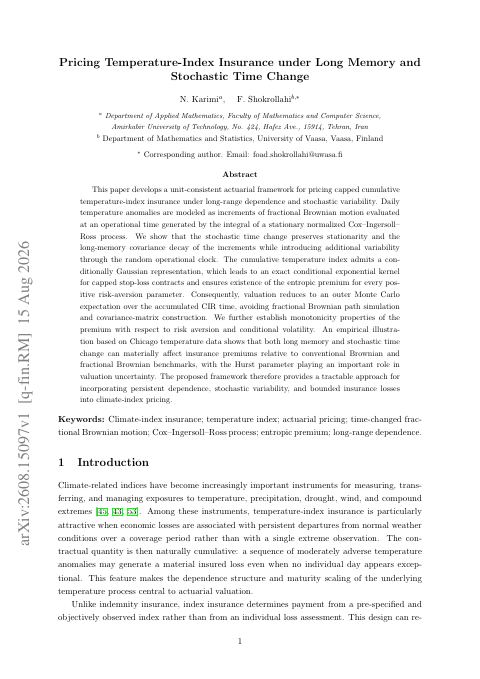 Pricing Temperature-Index Insurance under Long Memory and
Stochastic Time Change
N. Karimiᵃ, F. Shokrollahiᵇ,*
ᵃ Department of Applied Mathematics, Faculty of Mathematics and Computer Science,
Amirkabir University of Technology, No. 424, Hafez Ave., 15914, Tehran, Iran
ᵇ Department of Mathematics and Statistics, University of Vaasa, Vaasa, Finland
* Corresponding author. Email: foad.shokrollahi@uwasa.fi
Abstract
This paper develops a unit-consistent actuarial framework for pricing capped cumulative
temperature-index insurance under long-range dependence and stochastic variability. Daily
temperature anomalies are modeled as increments of fractional Brownian motion evaluated
at an operational time generated by the integral of a stationary normalized Cox–Ingersoll–
Ross process. We show that the stochastic time change preserves stationarity and the
long-memory covariance decay of the increments while introducing additional variability
through the random operational clock. The cumulative temperature index admits a con-
ditionally Gaussian representation, which leads to an exact conditional exponential kernel
for capped stop-loss contracts and ensures existence of the entropic premium for every pos-
itive risk-aversion parameter. Consequently, valuation reduces to an outer Monte Carlo
expectation over the accumulated CIR time, avoiding fractional Brownian path simulation
and covariance-matrix construction. We further establish monotonicity properties of the
premium with respect to risk aversion and conditional volatility. An empirical illustra-
tion based on Chicago temperature data shows that both long memory and stochastic time
change can materially affect insurance premiums relative to conventional Brownian and
fractional Brownian benchmarks, with the Hurst parameter playing an important role in
valuation uncertainty. The proposed framework therefore provides a tractable approach for
incorporating persistent dependence, stochastic variability, and bounded insurance losses
into climate-index pricing.
Keywords: Climate-index insurance; temperature index; actuarial pricing; time-changed frac-
tional Brownian motion; Cox–Ingersoll–Ross process; entropic premium; long-range dependence.
1 Introduction
Climate-related indices have become increasingly important instruments for measuring, trans-
ferring, and managing exposures to temperature, precipitation, drought, wind, and compound
extremes [45, 43, 53]. Among these instruments, temperature-index insurance is particularly
attractive when economic losses are associated with persistent departures from normal weather
conditions over a coverage period rather than with a single extreme observation. The con-
tractual quantity is then naturally cumulative: a sequence of moderately adverse temperature
anomalies may generate a material insured loss even when no individual day appears excep-
tional. This feature makes the dependence structure and maturity scaling of the underlying
temperature process central to actuarial valuation.
Unlike indemnity insurance, index insurance determines payment from a pre-specified and
objectively observed index rather than from an individual loss assessment. This design can re-
1
arXiv:2608.15097v1 [q-fin.RM] 15 Aug 2026